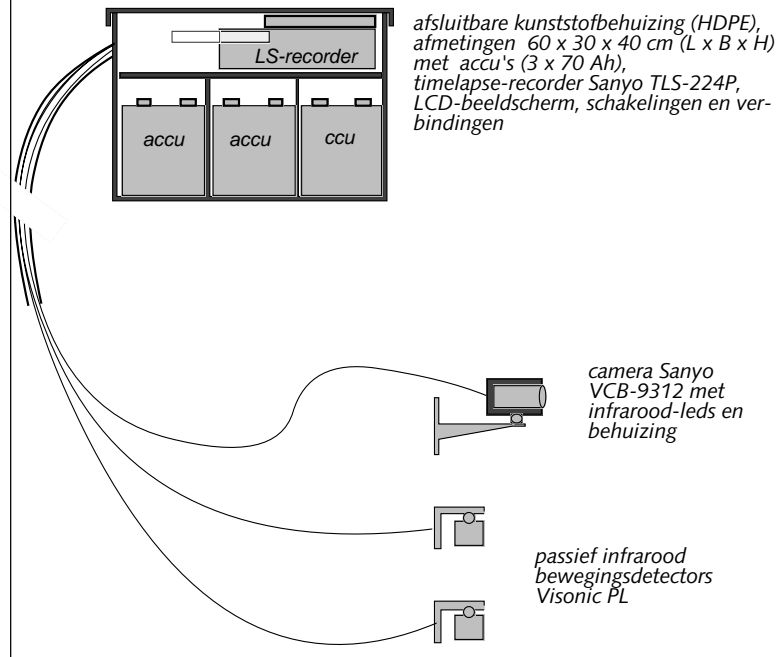 LS-recorder
accu
accu
ccu
afsluitbare kunststofbehuizing (HDPE),
afmetingen 60 x 30 x 40 cm (L x B x H)
met accu's (3 x 70 Ah),
timelapse-recorder Sanyo TLS-224P,
LCD-beeldscherm, schakelingen en ver-
bindingen
camera Sanyo
VCB-9312 met
infrarood-leds en
behuizing
passief infrarood
bewegingsdetectors
Visonic PL